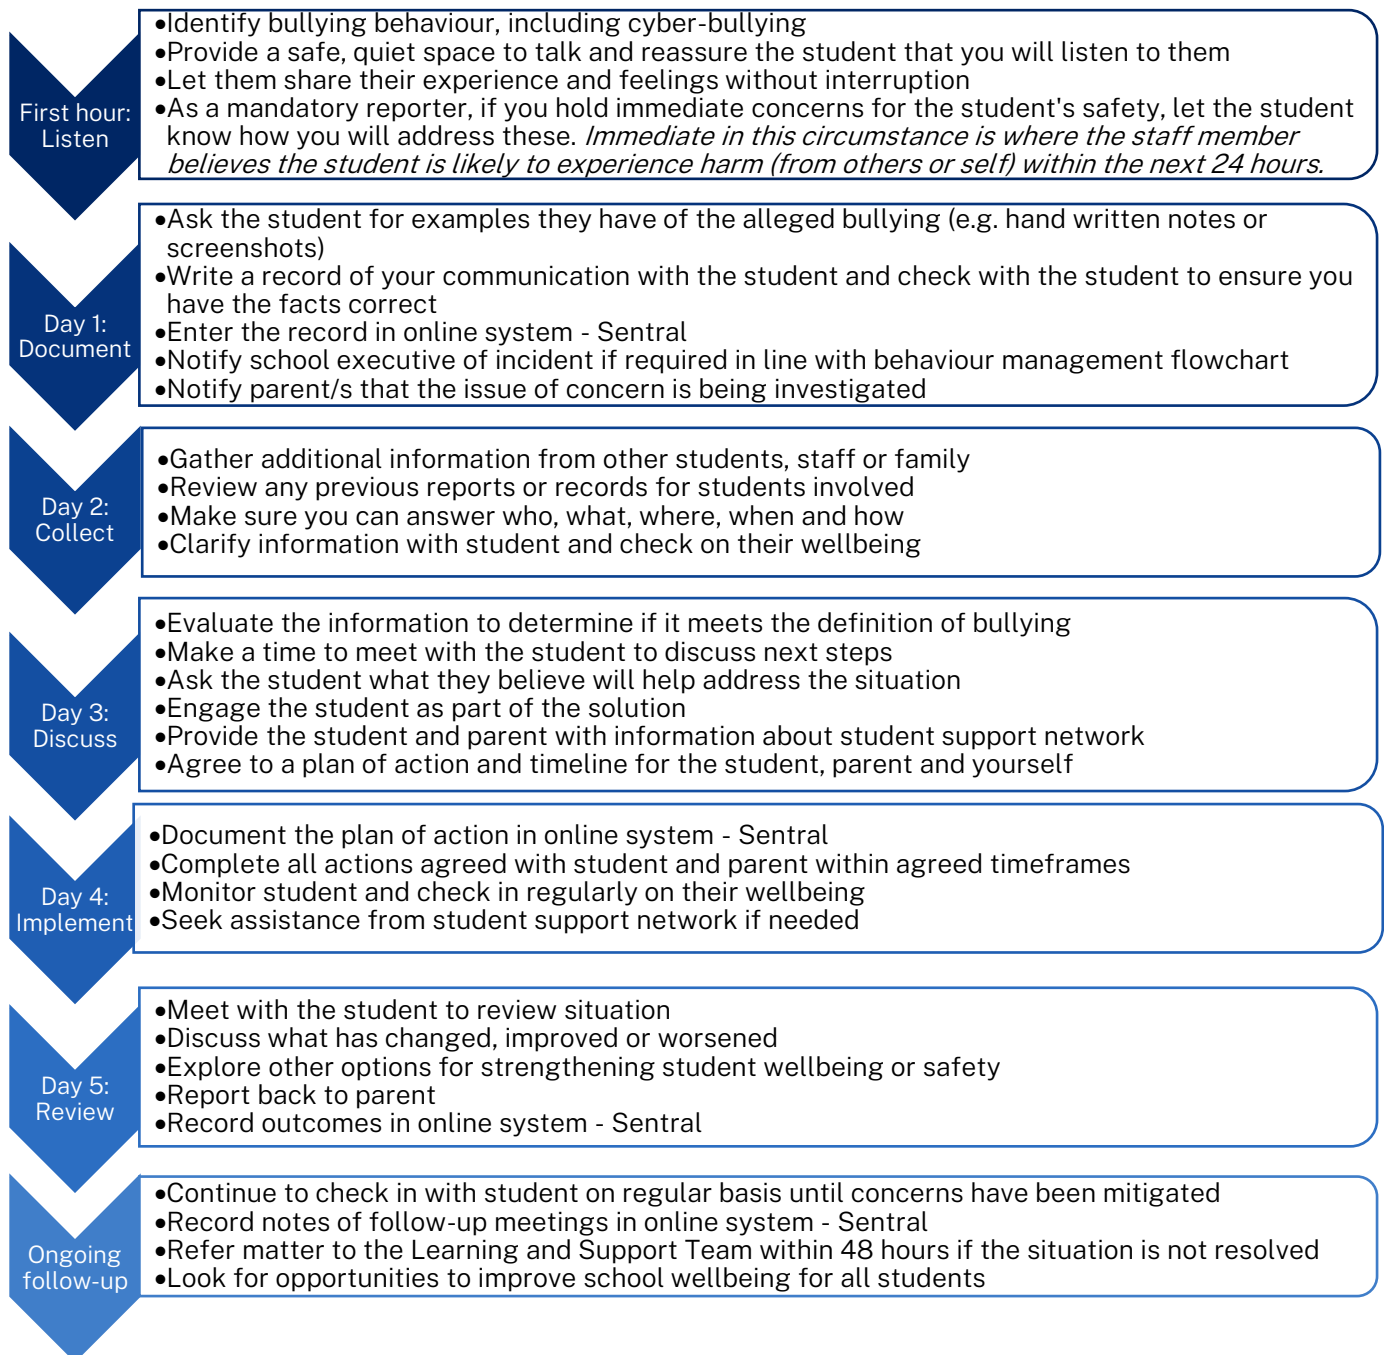 First hour:
Listen
•Identify bullying behaviour, including cyber-bullying
•Provide a safe, quiet space to talk and reassure the student that you will listen to them
•Let them share their experience and feelings without interruption
•As a mandatory reporter, if you hold immediate concerns for the student's safety, let the student
know how you will address these. Immediate in this circumstance is where the staff member
believes the student is likely to experience harm (from others or self) within the next 24 hours.
Day 1:
Document
•Ask the student for examples they have of the alleged bullying (e.g. hand written notes or
screenshots)
•Write a record of your communication with the student and check with the student to ensure you
have the facts correct
•Enter the record in online system - Sentral
•Notify school executive of incident if required in line with behaviour management flowchart
•Notify parent/s that the issue of concern is being investigated
Day 2:
Collect
•Gather additional information from other students, staff or family
•Review any previous reports or records for students involved
•Make sure you can answer who, what, where, when and how
•Clarify information with student and check on their wellbeing
Day 3:
Discuss
•Evaluate the information to determine if it meets the definition of bullying
•Make a time to meet with the student to discuss next steps
•Ask the student what they believe will help address the situation
•Engage the student as part of the solution
•Provide the student and parent with information about student support network
•Agree to a plan of action and timeline for the student, parent and yourself
Day 4:
Implement
•Document the plan of action in online system - Sentral
•Complete all actions agreed with student and parent within agreed timeframes
•Monitor student and check in regularly on their wellbeing
•Seek assistance from student support network if needed
Day 5:
Review
•Meet with the student to review situation
•Discuss what has changed, improved or worsened
•Explore other options for strengthening student wellbeing or safety
•Report back to parent
•Record outcomes in online system - Sentral
Ongoing
follow-up
•Continue to check in with student on regular basis until concerns have been mitigated
•Record notes of follow-up meetings in online system - Sentral
•Refer matter to the Learning and Support Team within 48 hours if the situation is not resolved
•Look for opportunities to improve school wellbeing for all students